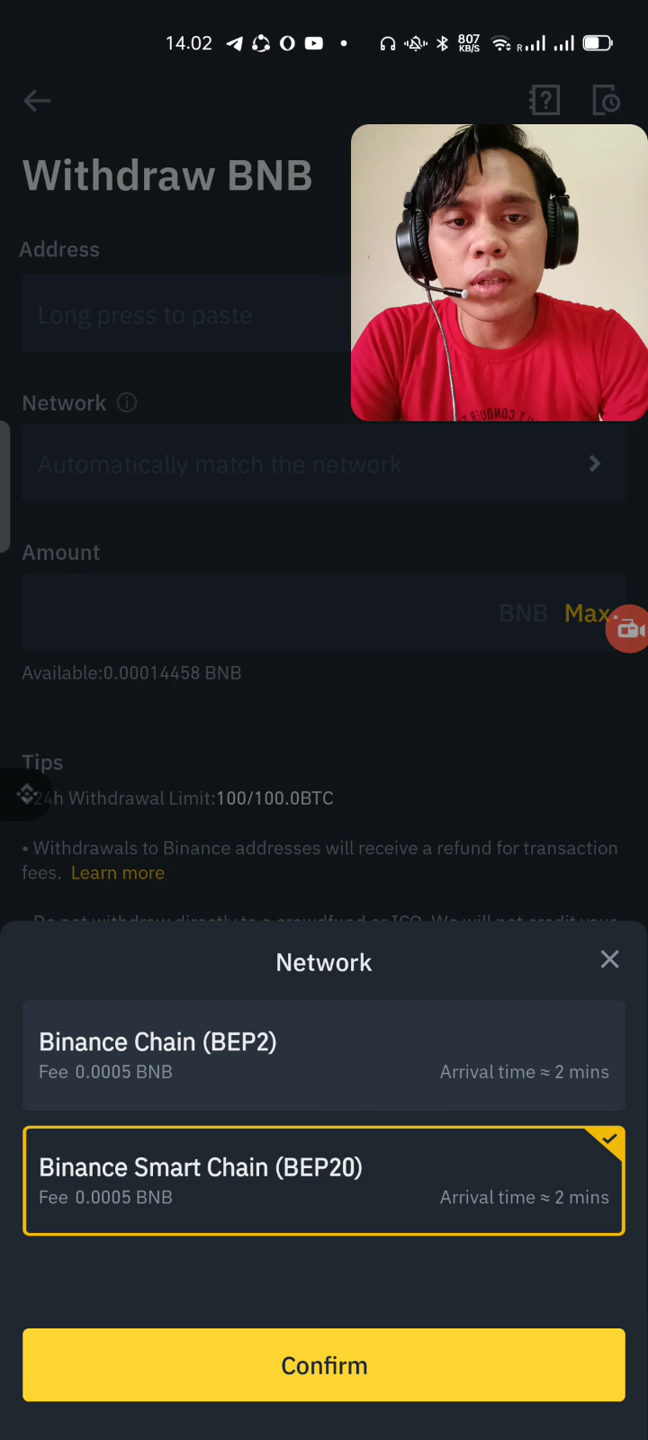 14.02
807
KB/S
R
Withdraw BNB
Address
Long press to paste
Network
Automatically match the network
Amount
BNB Max
Available:0.00014458 BNB
Tips
24h Withdrawal Limit:100/100.0BTC
• Withdrawals to Binance addresses will receive a refund for transaction
fees. Learn more
Do not withdraw directly to a crowdfund or ICO. We will not credit your
Network
Binance Chain (BEP2)
Fee 0.0005 BNB Arrival time ≈ 2 mins
Binance Smart Chain (BEP20)
Fee 0.0005 BNB Arrival time ≈ 2 mins
Confirm